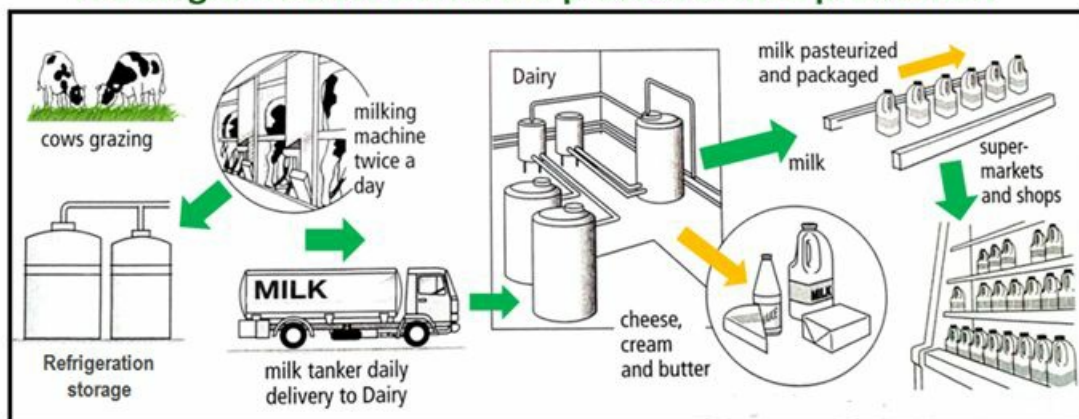 cows grazing
milking
machine
twice a
day
Refrigeration
storage
MILK
milk tanker daily
delivery to Dairy
Dairy
milk
milk pasteurized
and packaged
cheese,
cream
and butter
MILK
super-
markets
and shops